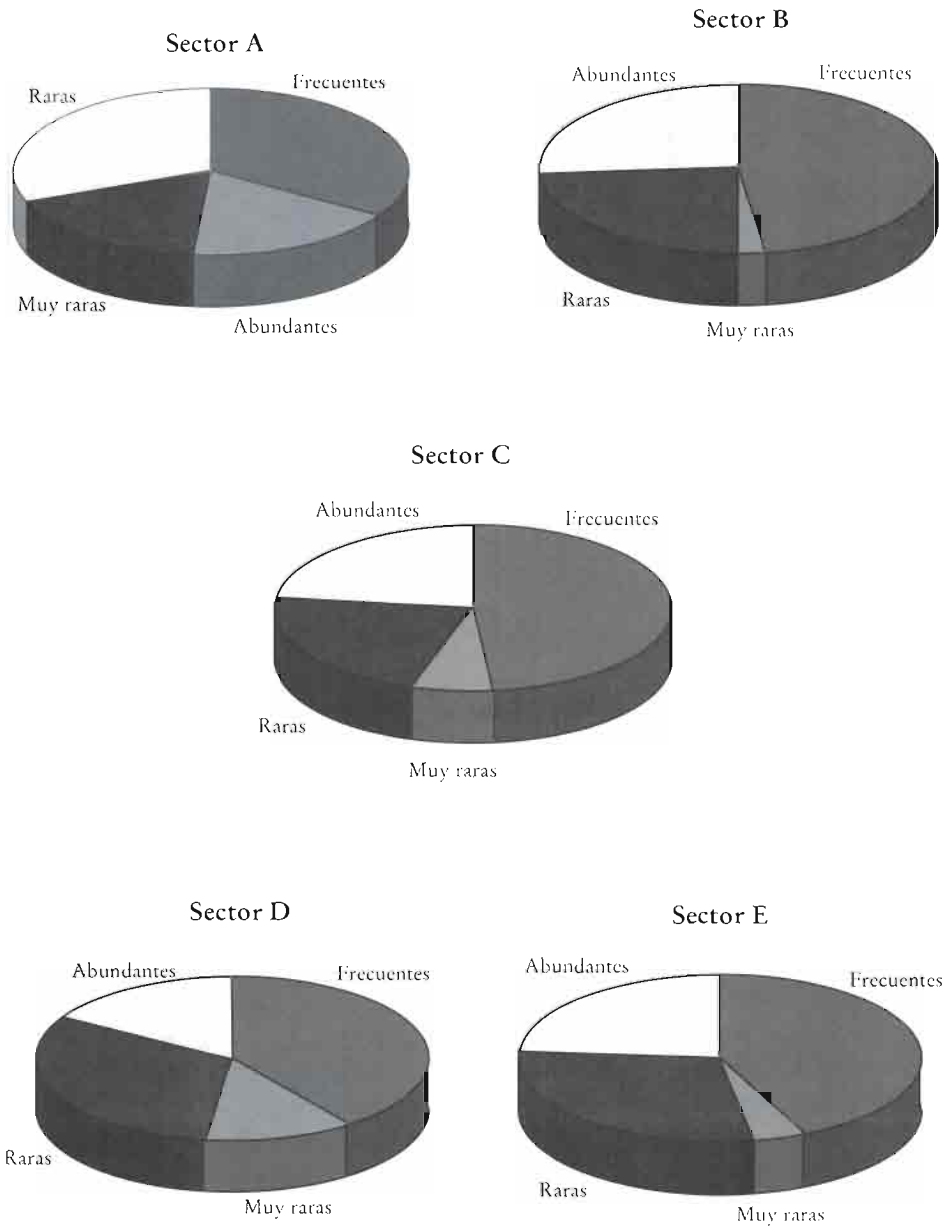 Sector A
Frecuentes
Raras
Muy raras
Abundantes
Sector B
Abundantes
Frecuentes
Raras
Muy raras
Sector C
Abundantes
Frecuentes
Raras
Muy raras
Sector D
Abundantes
Frecuentes
Raras
Muy raras
Sector E
Abundantes
Frecuentes
Raras
Muy raras